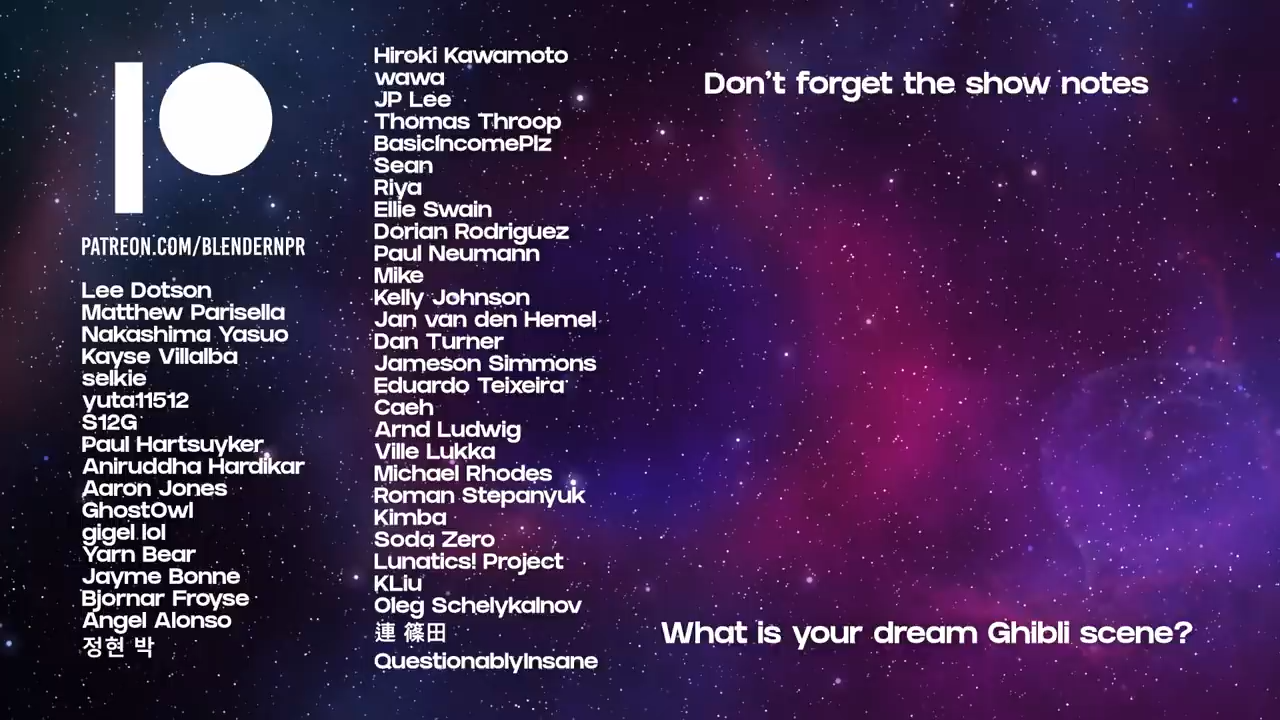 PATREON.COM/BLENDERNPR
Lee Dotson
Matthew Parisella
Nakashima Yasuo
Kayse Villalba
selkie
yuta11512
S12G
Paul Hartsuyker
Aniruddha Hardikar
Aaron Jones
GhostOwl
gigel lol
Yarn Bear
Jayme Bonne
Bjornar Froyse
Angel Alonso
정현 박
Hiroki Kawamoto
wawa
JP Lee
Thomas Throop
BasicIncomePlz
Sean
Riya
Ellie Swain
Dorian Rodriguez
Paul Neumann
Mike
Kelly Johnson
Jan van den Hemel
Dan Turner
Jameson Simmons
Eduardo Teixeira
Caeh
Arnd Ludwig
Ville Lukka
Michael Rhodes
Roman Stepanyuk
Kimba
Soda Zero
Lunatics! Project
KLiu
Oleg Schelykalnov
連 篠田
QuestionablyInsane
Don't forget the show notes
What is your dream Ghibli scene?